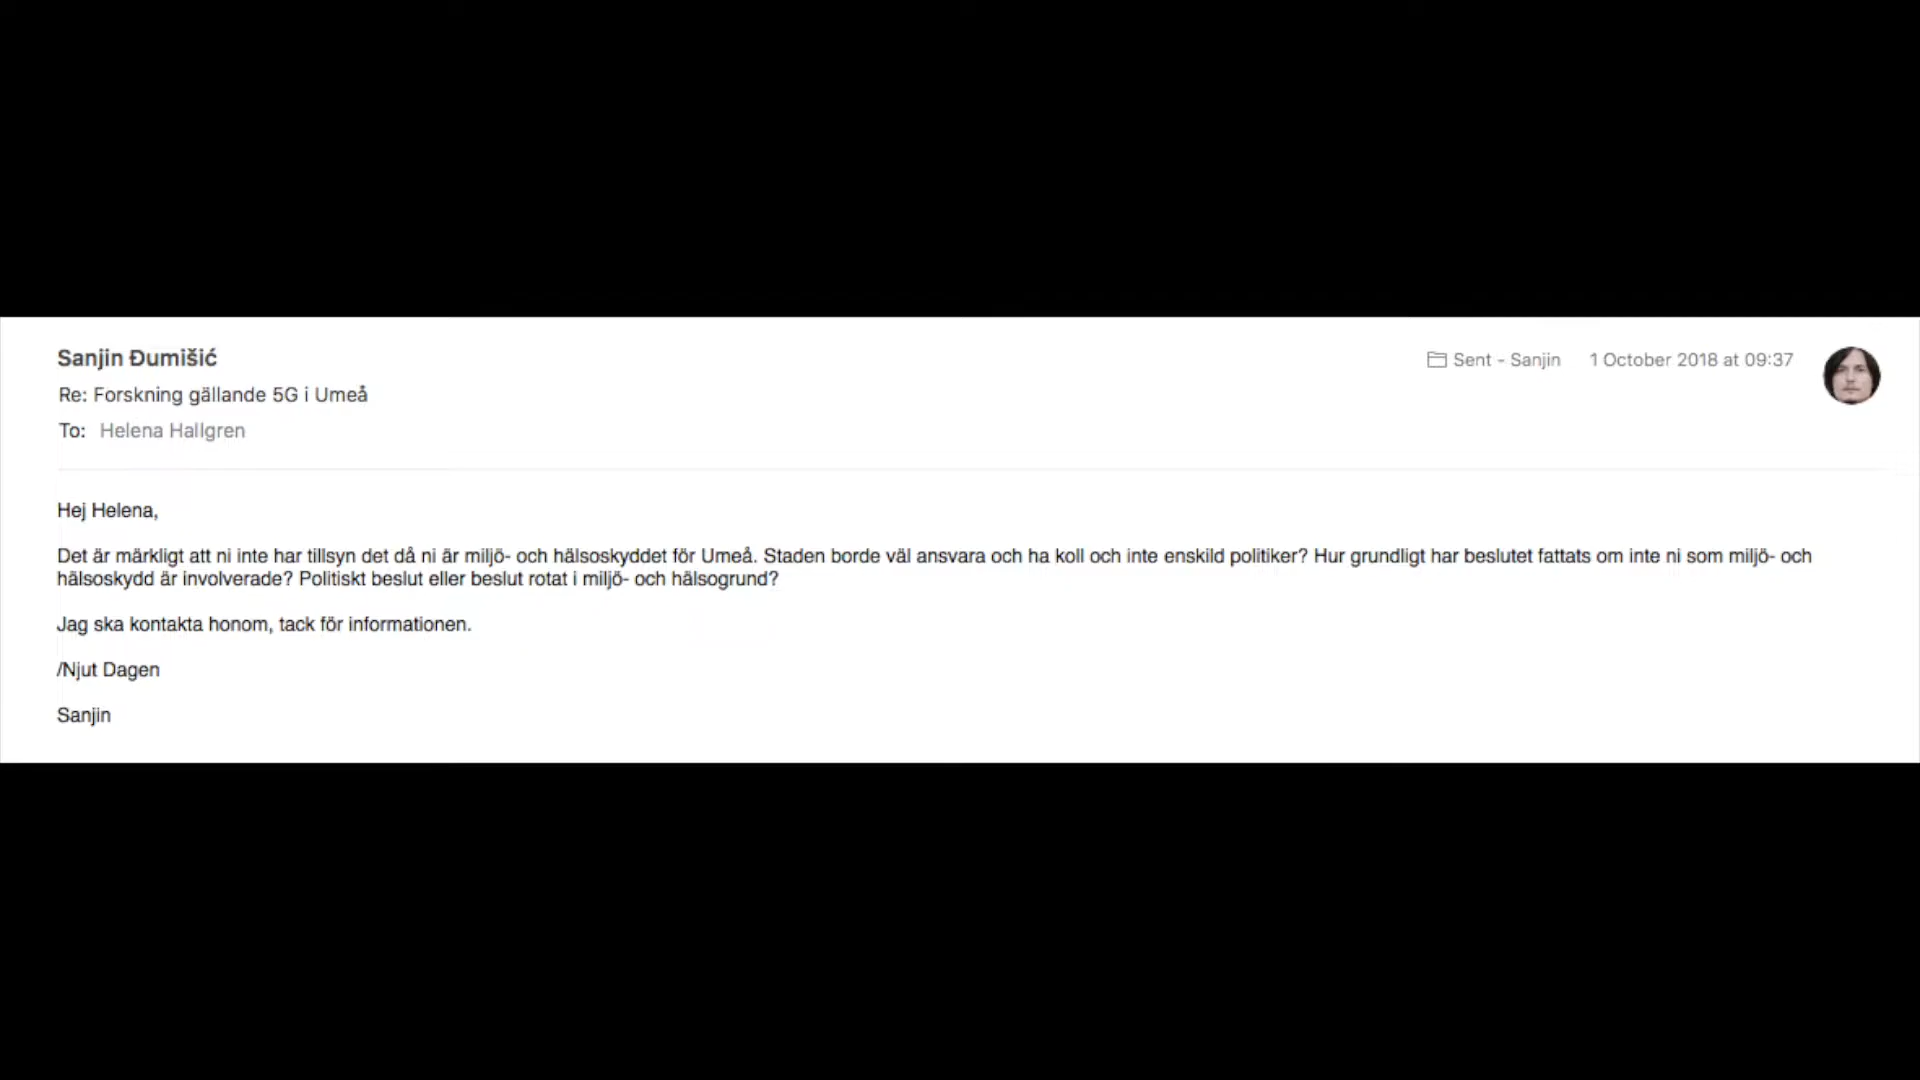 Sanjin Đumišić
Sent - Sanjin
1 October 2018 at 09:37
Re: Forskning gällande 5G i Umeå
To: Helena Hallgren
Hej Helena,
Det är märkligt att ni inte har tillsyn det då ni är miljö- och hälsoskyddet för Umeå. Staden borde väl ansvara och ha koll och inte enskild politiker? Hur grundligt har beslutet fattats om inte ni som miljö- och
hälsoskydd är involverade? Politiskt beslut eller beslut rotat i miljö- och hälsogrund?
Jag ska kontakta honom, tack för informationen.
/Njut Dagen
Sanjin